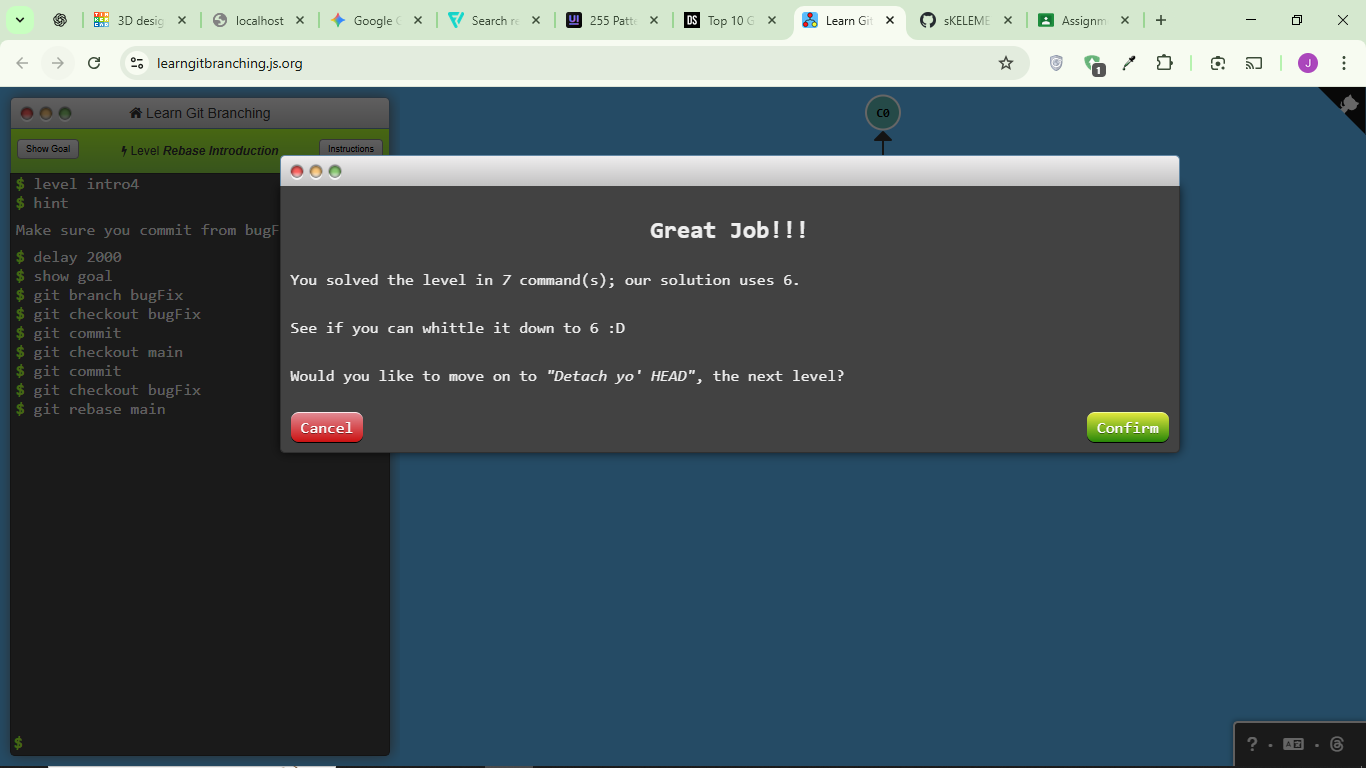 3D desig
localhost
Google G
Search re
UI
255 Patte
DS
Top 10 G
Learn Git
sKELEME
Assignm
learngitbranching.js.org
1
J
Learn Git Branching
Show Goal
Level Rebase Introduction
Instructions
C0
$ level intro4
$ hint
Make sure you commit from bugF
$ delay 2000
$ show goal
$ git branch bugFix
$ git checkout bugFix
$ git commit
$ git checkout main
$ git commit
$ git checkout bugFix
$ git rebase main
$
Great Job!!!
You solved the level in 7 command(s); our solution uses 6.
See if you can whittle it down to 6 :D
Would you like to move on to "Detach yo' HEAD", the next level?
Cancel
Confirm
?